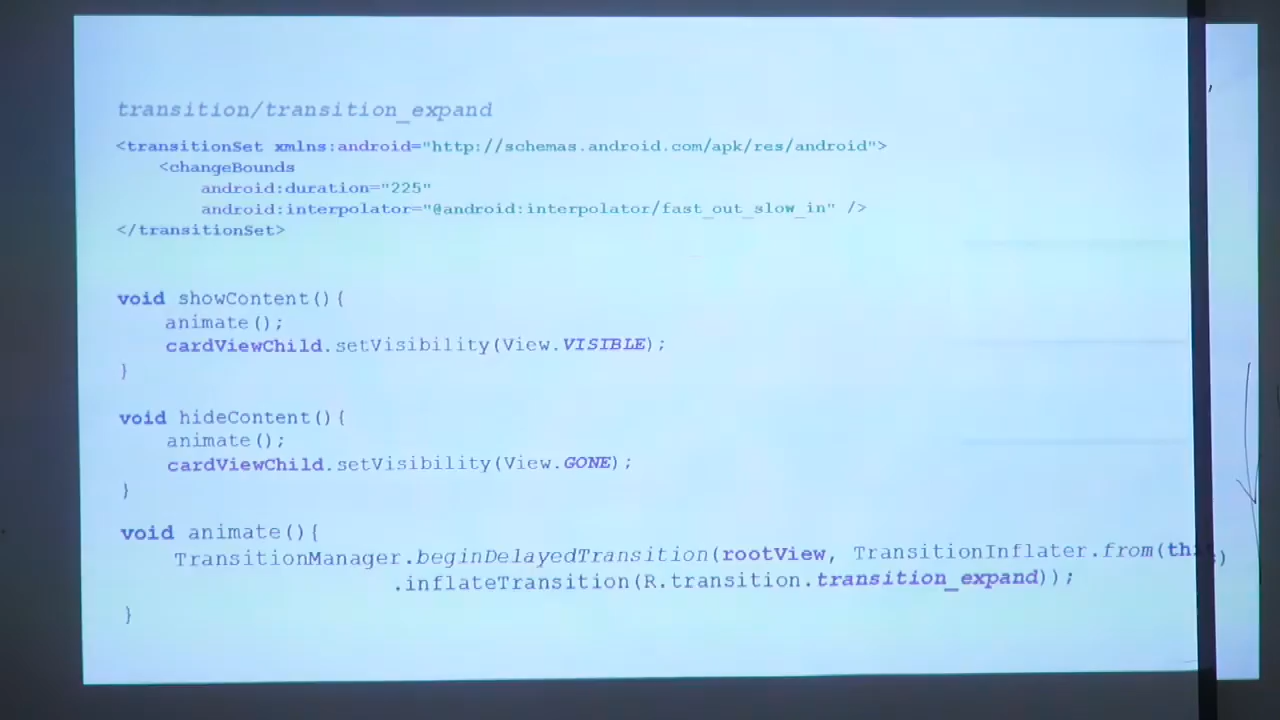 transition/transition_expand
<transitionSet xmlns:android="http://schemas.android.com/apk/res/android">
<changeBounds
android:duration="225"
android:interpolator="@android:interpolator/fast_out_slow_in" />
</transitionSet>
void showContent(){
animate();
cardViewChild.setVisibility(View.VISIBLE);
}
void hideContent(){
animate();
cardViewChild.setVisibility(View.GONE);
}
void animate(){
TransitionManager.beginDelayedTransition(rootView, TransitionInflater.from(this)
.inflateTransition(R.transition.transition_expand));
}